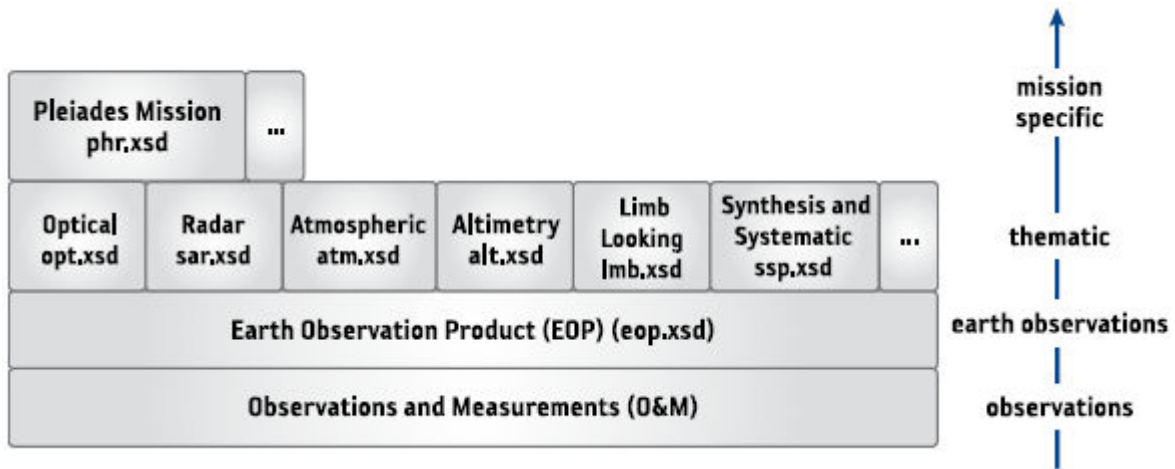 Pleiades Mission
phr.xsd
...
mission
specific
Optical
opt.xsd
Radar
sar.xsd
Atmospheric
atm.xsd
Altimetry
alt.xsd
Limb
Looking
lmb.xsd
Synthesis and
Systematic
ssp.xsd
...
thematic
Earth Observation Product (EOP) (eop.xsd)
earth observations
Observations and Measurements (O&M)
observations